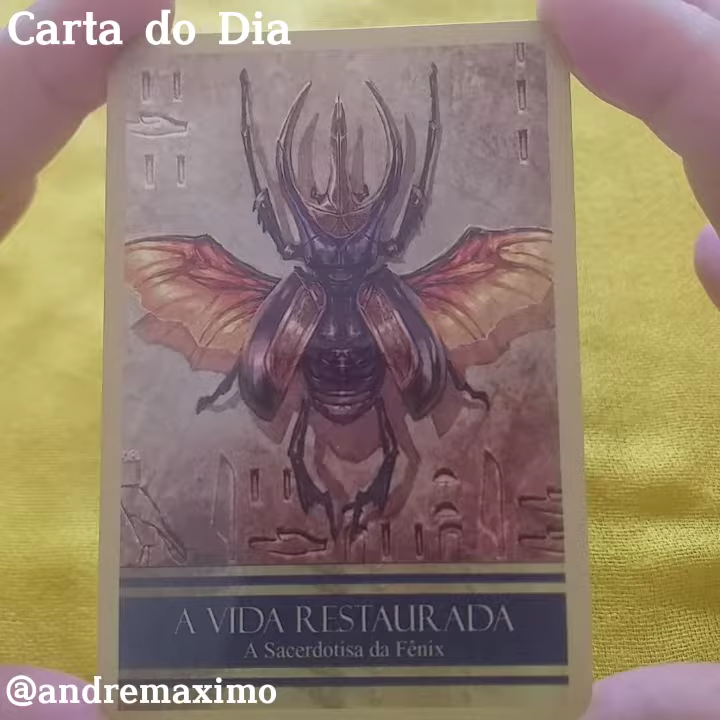 Carta do Dia
A VIDA RESTAURADA
A Sacerdotisa da Fênix
@andremaximo